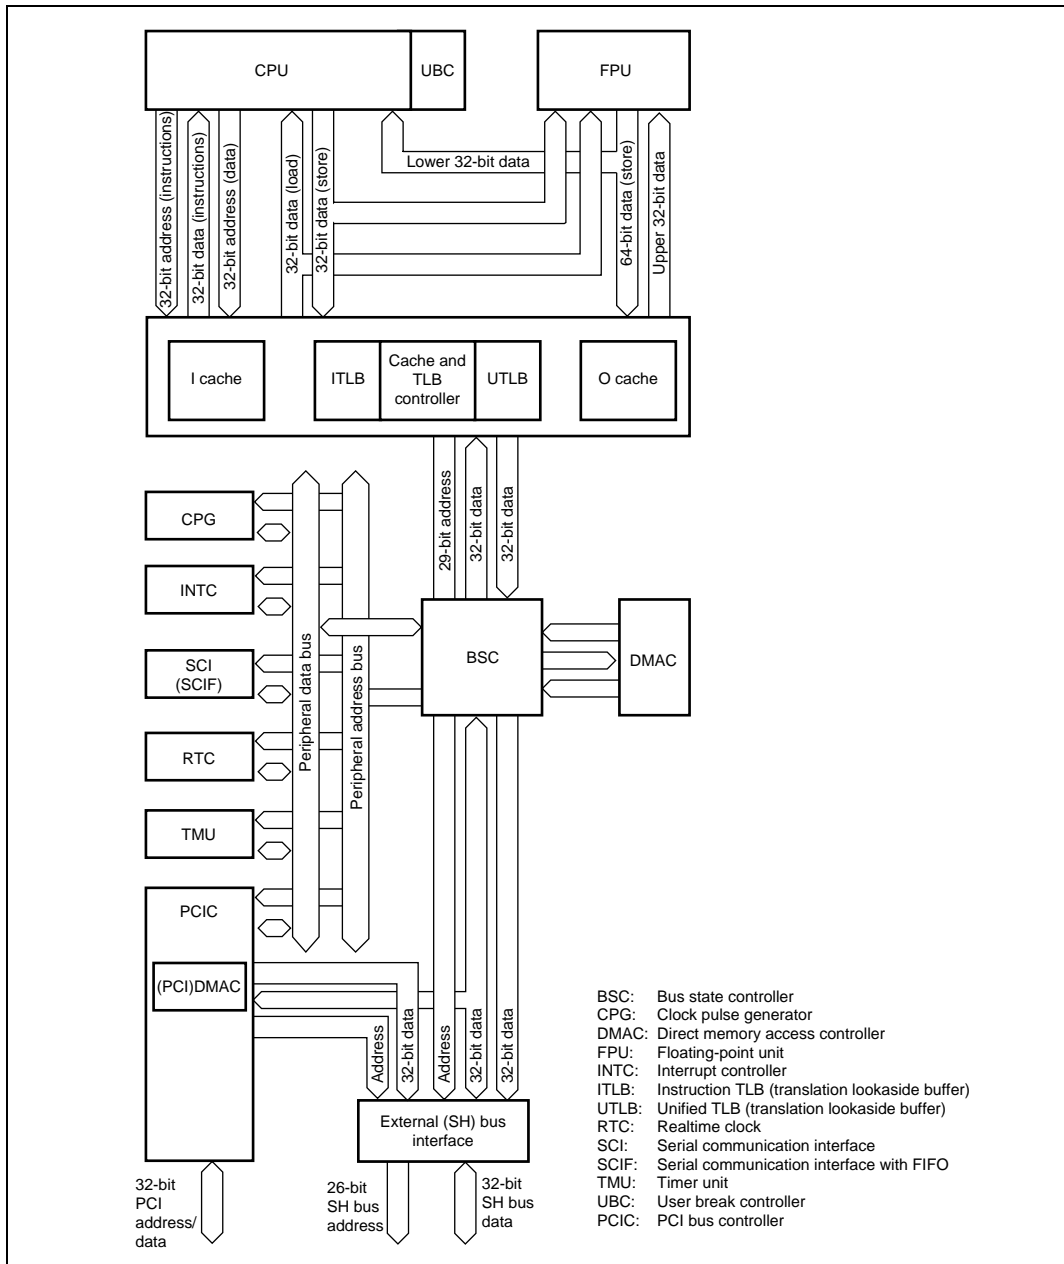 CPU
UBC
FPU
Lower 32-bit data
32-bit address (instructions)
32-bit data (instructions)
32-bit address (data)
32-bit data (load)
32-bit data (store)
64-bit data (store)
Upper 32-bit data
I cache
ITLB
Cache and
TLB
controller
UTLB
O cache
29-bit address
32-bit data
32-bit data
CPG
INTC
SCI
(SCIF)
RTC
TMU
PCIC
(PCI)DMAC
Peripheral data bus
Peripheral address bus
BSC
DMAC
Address
32-bit data
Address
32-bit data
32-bit data
External (SH) bus
interface
32-bit
PCI
address/
data
26-bit
SH bus
address
32-bit
SH bus
data
BSC: Bus state controller
CPG: Clock pulse generator
DMAC: Direct memory access controller
FPU: Floating-point unit
INTC: Interrupt controller
ITLB: Instruction TLB (translation lookaside buffer)
UTLB: Unified TLB (translation lookaside buffer)
RTC: Realtime clock
SCI: Serial communication interface
SCIF: Serial communication interface with FIFO
TMU: Timer unit
UBC: User break controller
PCIC: PCI bus controller